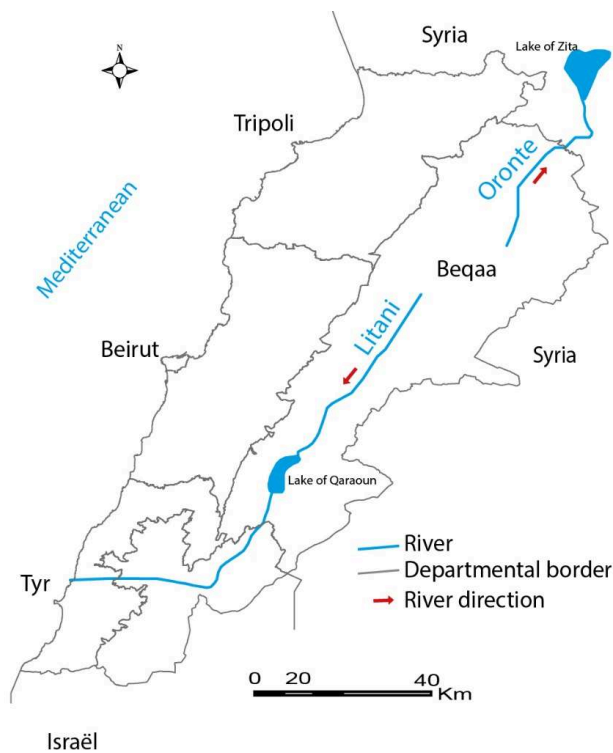 N
Syria
Lake of Zita
Tripoli
Oronte
Mediterranean
Beqaa
Litani
Beirut
Syria
Lake of Qaraoun
River
Departmental border
River direction
Tyr
0 20 40
Km
Israël